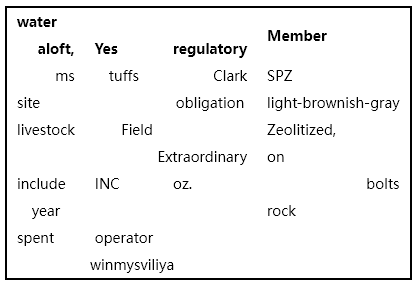 water
Member
aloft, Yes regulatory
ms tuffs Clark SPZ
site obligation light-brownish-gray
livestock Field Zeolitized,
Extraordinary on
include INC oz. bolts
year rock
spent operator
winmysviliya